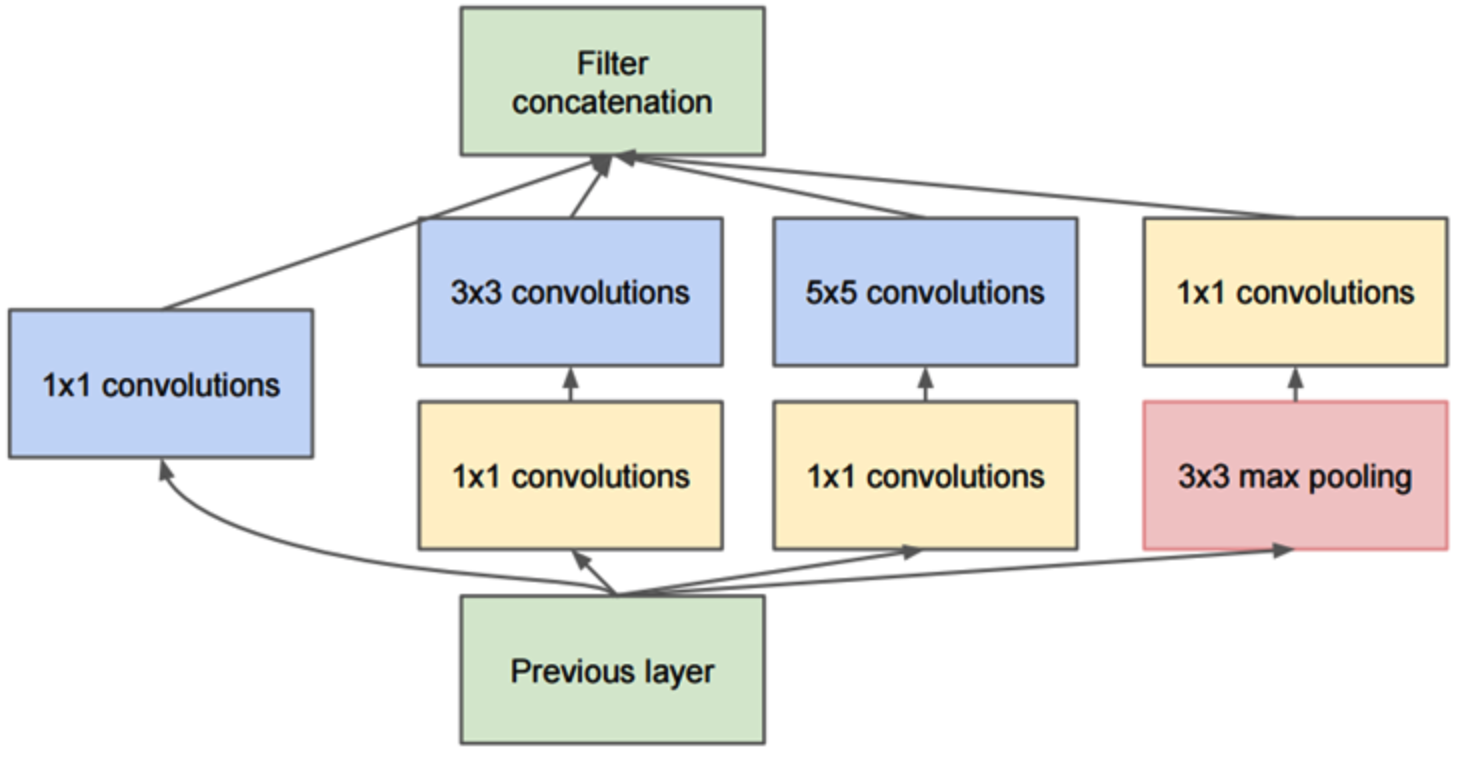 Filter
concatenation
3x3 convolutions
5x5 convolutions
1x1 convolutions
1x1 convolutions
1x1 convolutions
1x1 convolutions
3x3 max pooling
Previous layer